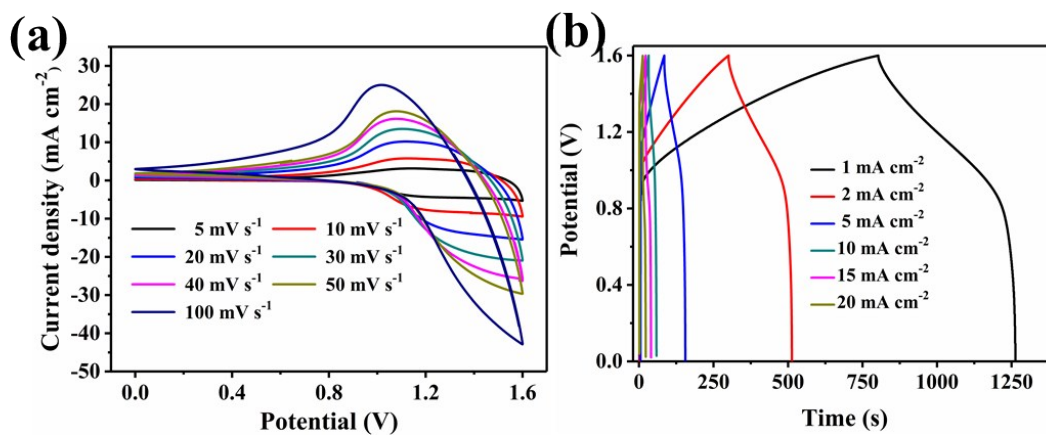 (a)
Current density (mA cm⁻²)
30
20
10
0
-10
-20
-30
-40
-50
5 mV s⁻¹
10 mV s⁻¹
20 mV s⁻¹
30 mV s⁻¹
40 mV s⁻¹
50 mV s⁻¹
100 mV s⁻¹
0.0 0.4 0.8 1.2 1.6
Potential (V)
(b)
Potential (V)
1.6
1.2
0.8
0.4
0.0
1 mA cm⁻²
2 mA cm⁻²
5 mA cm⁻²
10 mA cm⁻²
15 mA cm⁻²
20 mA cm⁻²
0 250 500 750 1000 1250
Time (s)